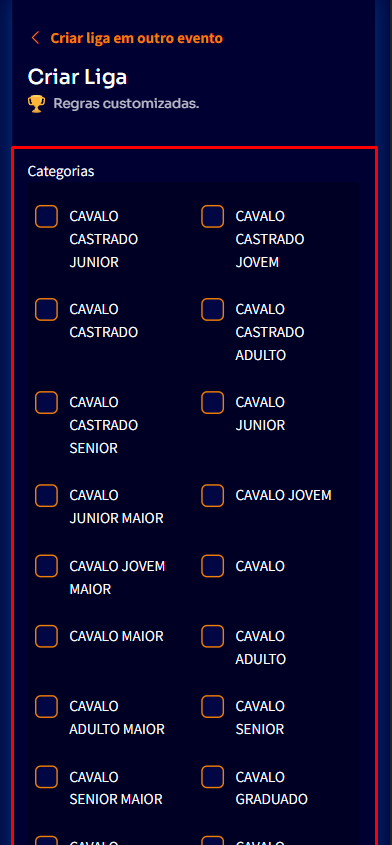 Criar liga em outro evento
Criar Liga
Regras customizadas.
Categorias
CAVALO
CASTRADO
JUNIOR
CAVALO
CASTRADO
JOVEM
CAVALO
CASTRADO
CAVALO
CASTRADO
ADULTO
CAVALO
CASTRADO
SENIOR
CAVALO
JUNIOR
CAVALO
JUNIOR MAIOR
CAVALO JOVEM
CAVALO JOVEM
MAIOR
CAVALO
CAVALO MAIOR
CAVALO
ADULTO
CAVALO
ADULTO MAIOR
CAVALO
SENIOR
CAVALO
SENIOR MAIOR
CAVALO
GRADUADO